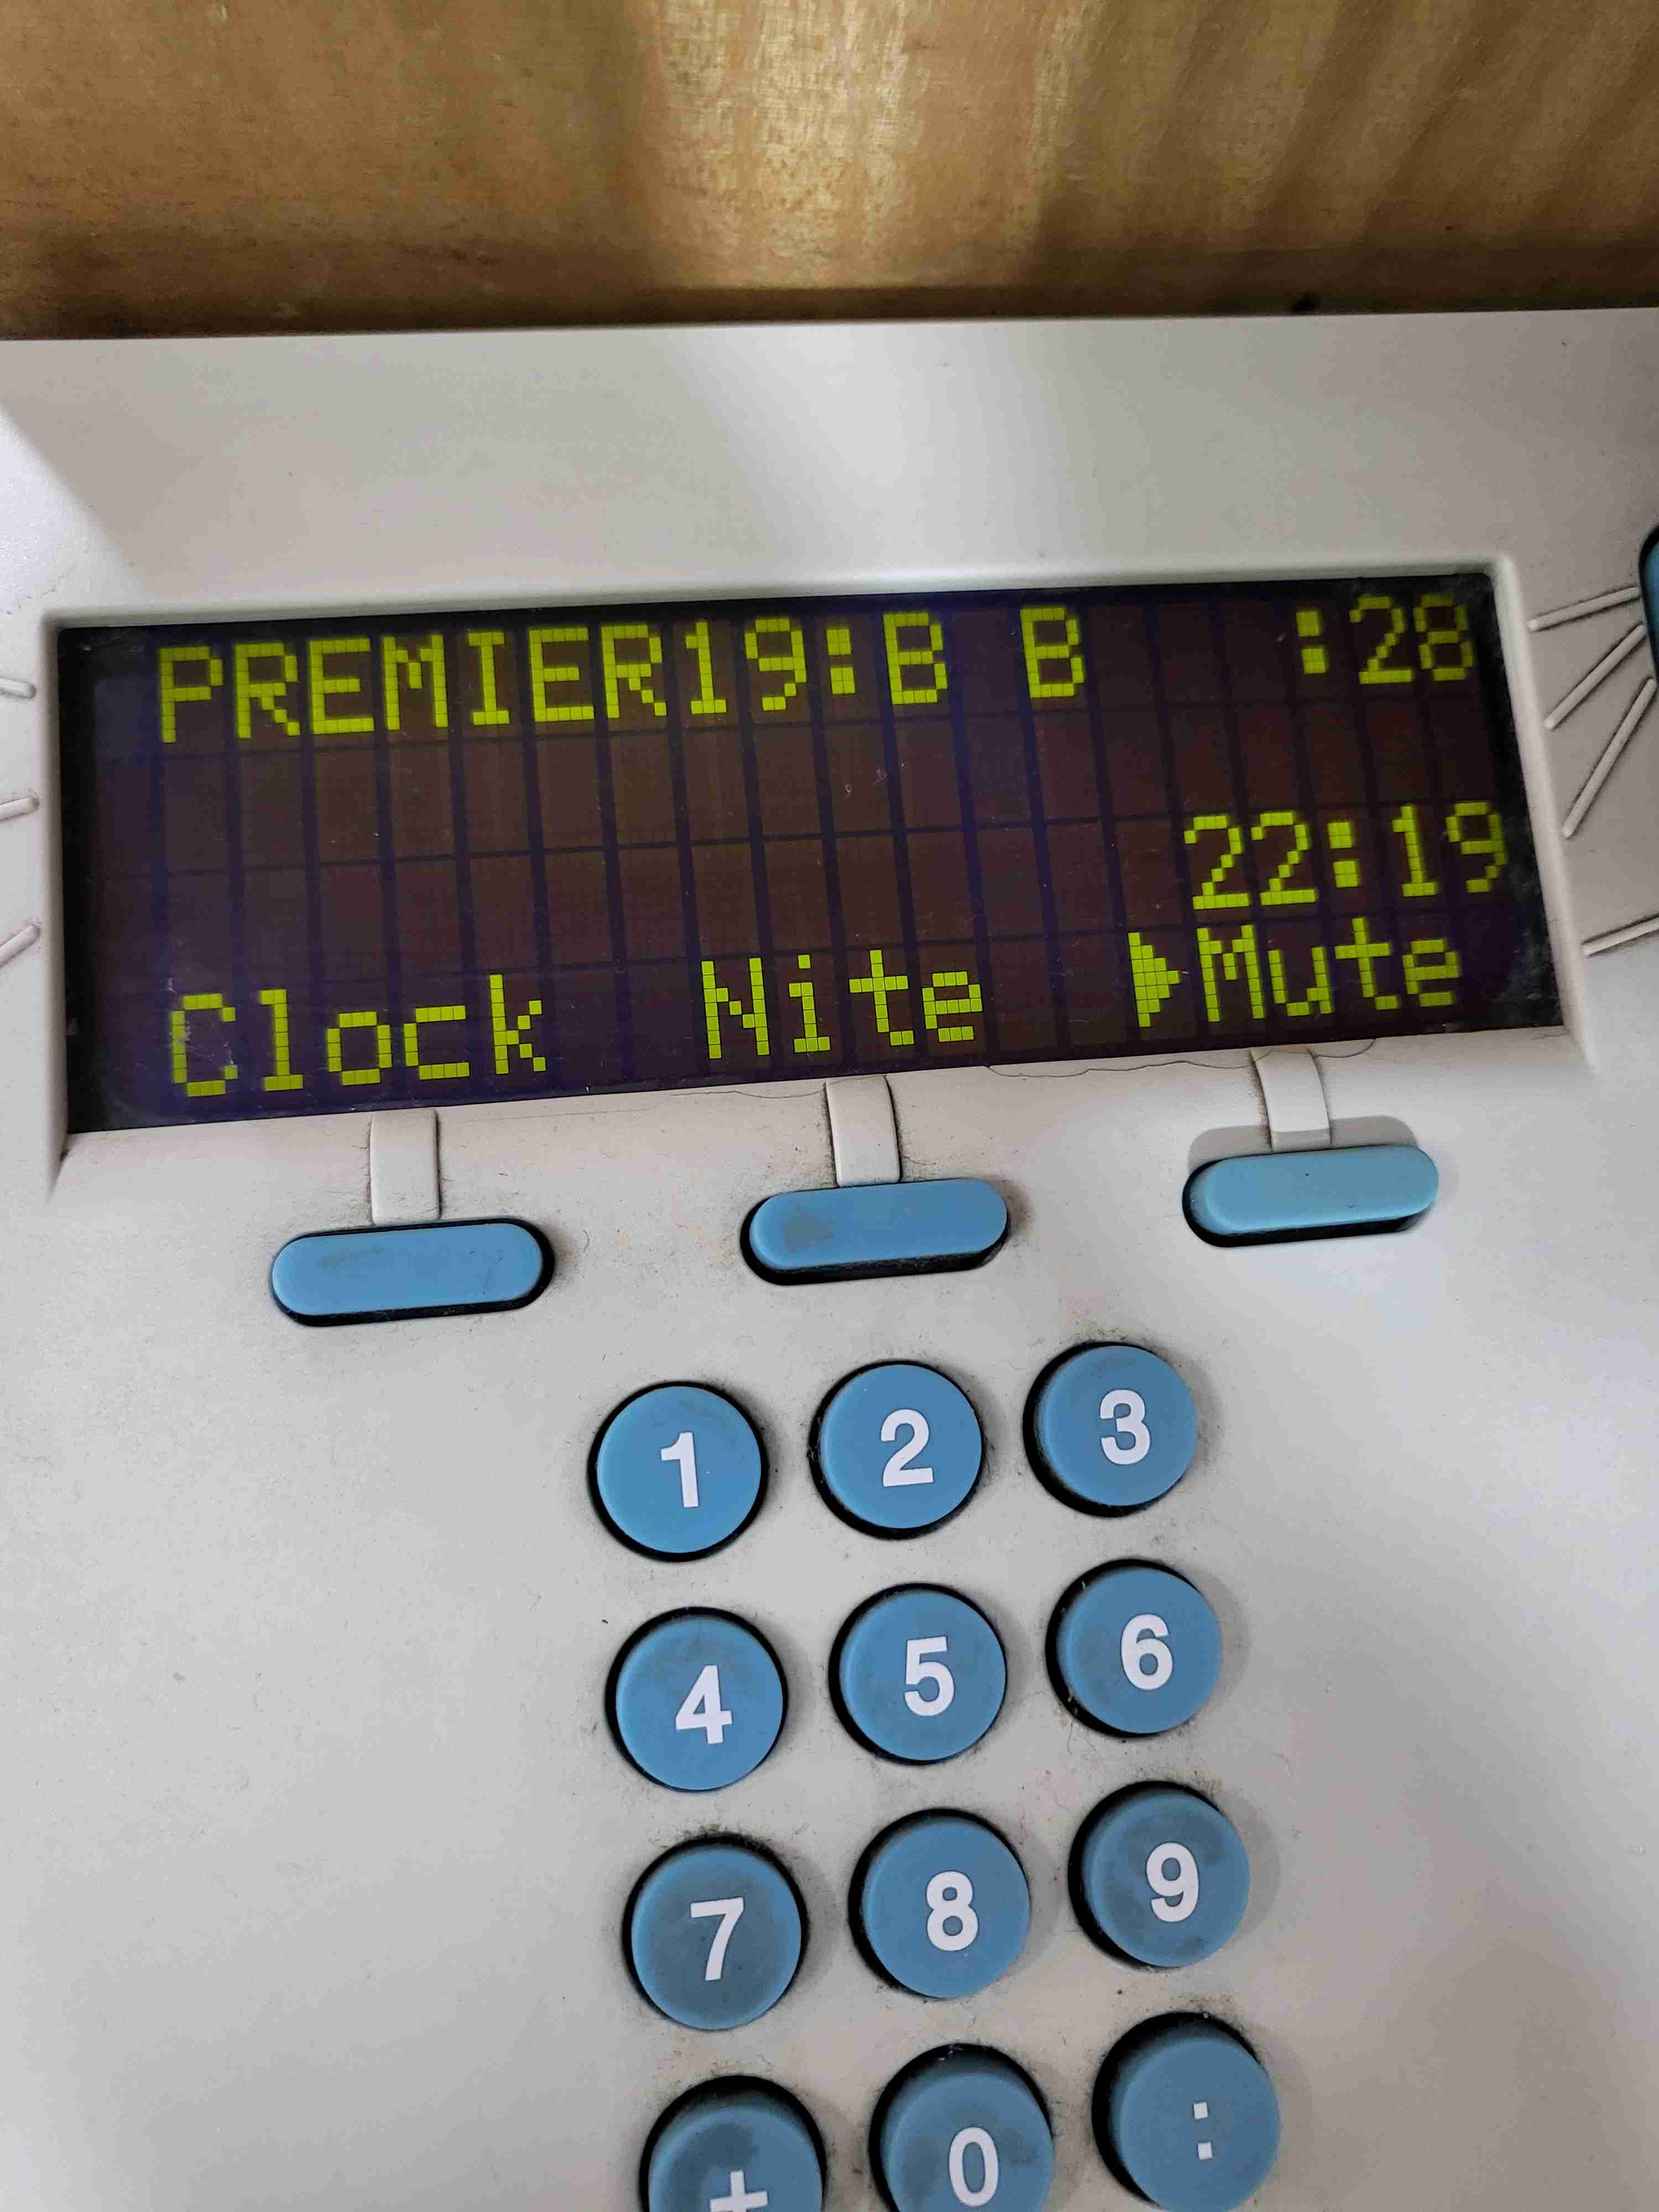 PREMIER19:B B :28
22:19
Clock Nite ▶Mute
1 2 3
4 5 6
7 8 9
+ 0 :